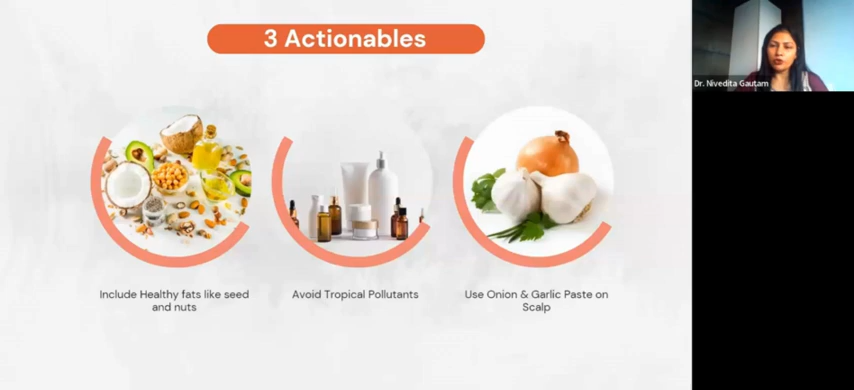 3 Actionables
Dr. Nivedita Gautam
Include Healthy fats like seed
and nuts
Avoid Tropical Pollutants
Use Onion & Garlic Paste on
Scalp